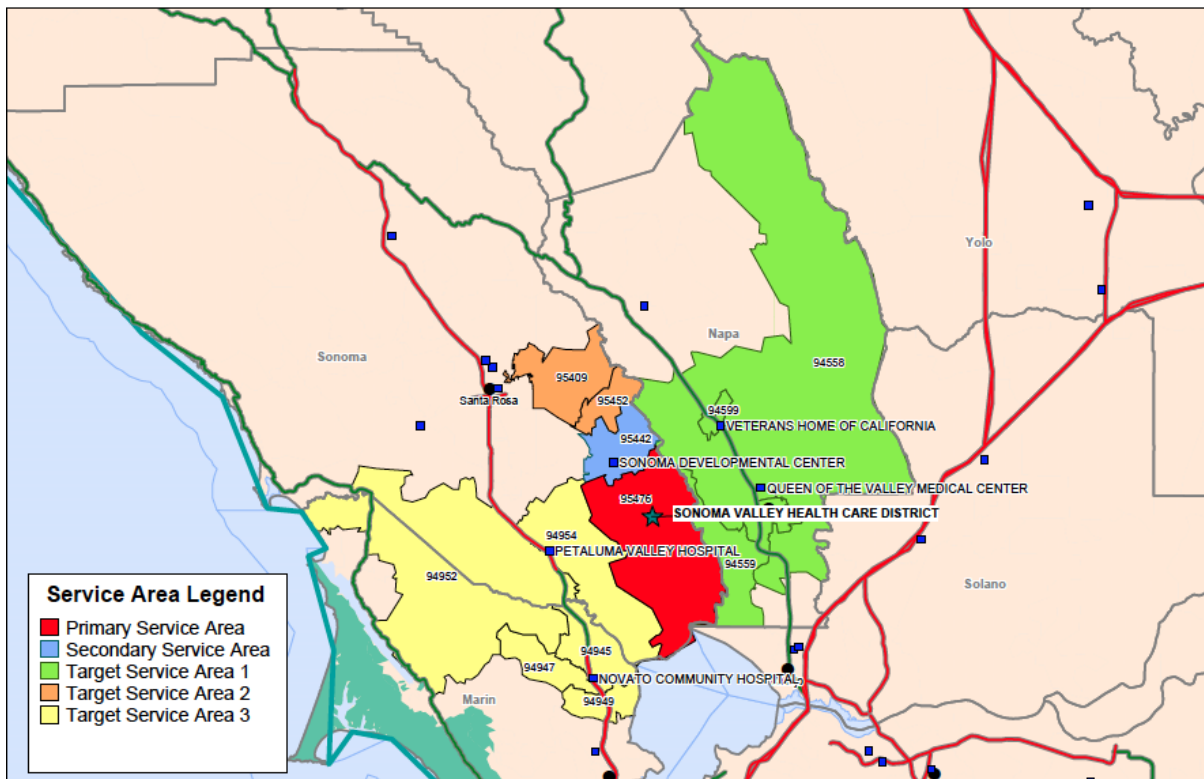 Yolo
Napa
Sonoma
94558
95409
95452
Santa Rosa
94599
VETERANS HOME OF CALIFORNIA
95442
SONOMA DEVELOPMENTAL CENTER
QUEEN OF THE VALLEY MEDICAL CENTER
95476
SONOMA VALLEY HEALTH CARE DISTRICT
94954
PETALUMA VALLEY HOSPITAL
94559
94952
Solano
94945
94947
NOVATO COMMUNITY HOSPITAL
94949
Marin
Service Area Legend
Primary Service Area
Secondary Service Area
Target Service Area 1
Target Service Area 2
Target Service Area 3